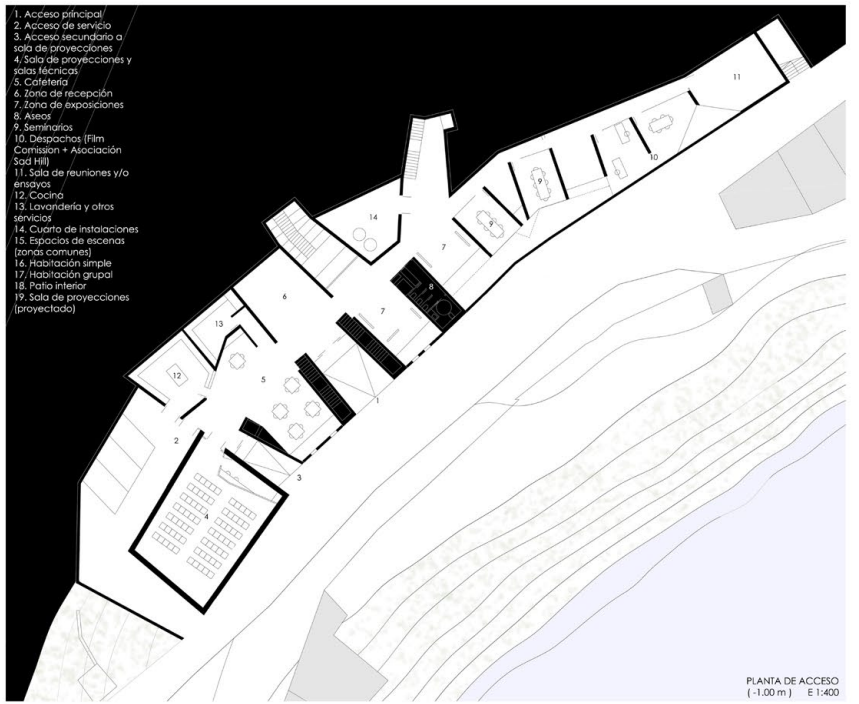 1. Acceso principal
2. Acceso de servicio
3. Acceso secundario a
sala de proyecciones
4. Sala de proyecciones y
salas técnicas
5. Cafetería
6. Zona de recepción
7. Zona de exposiciones
8. Aseos
9. Seminarios
10. Despachos (Film
Comission + Asociación
Sad Hill)
11. Sala de reuniones y/o
ensayos
12. Cocina
13. Lavandería y otros
servicios
14. Cuarto de instalaciones
15. Espacios de escenas
(zonas comunes)
16. Habitación simple
17. Habitación grupal
18. Patio interior
19. Sala de proyecciones
(proyectado)
11
10
9
14
9
7
8
6
7
13
5
12
1
2
3
4
PLANTA DE ACCESO
( -1.00 m ) E 1:400